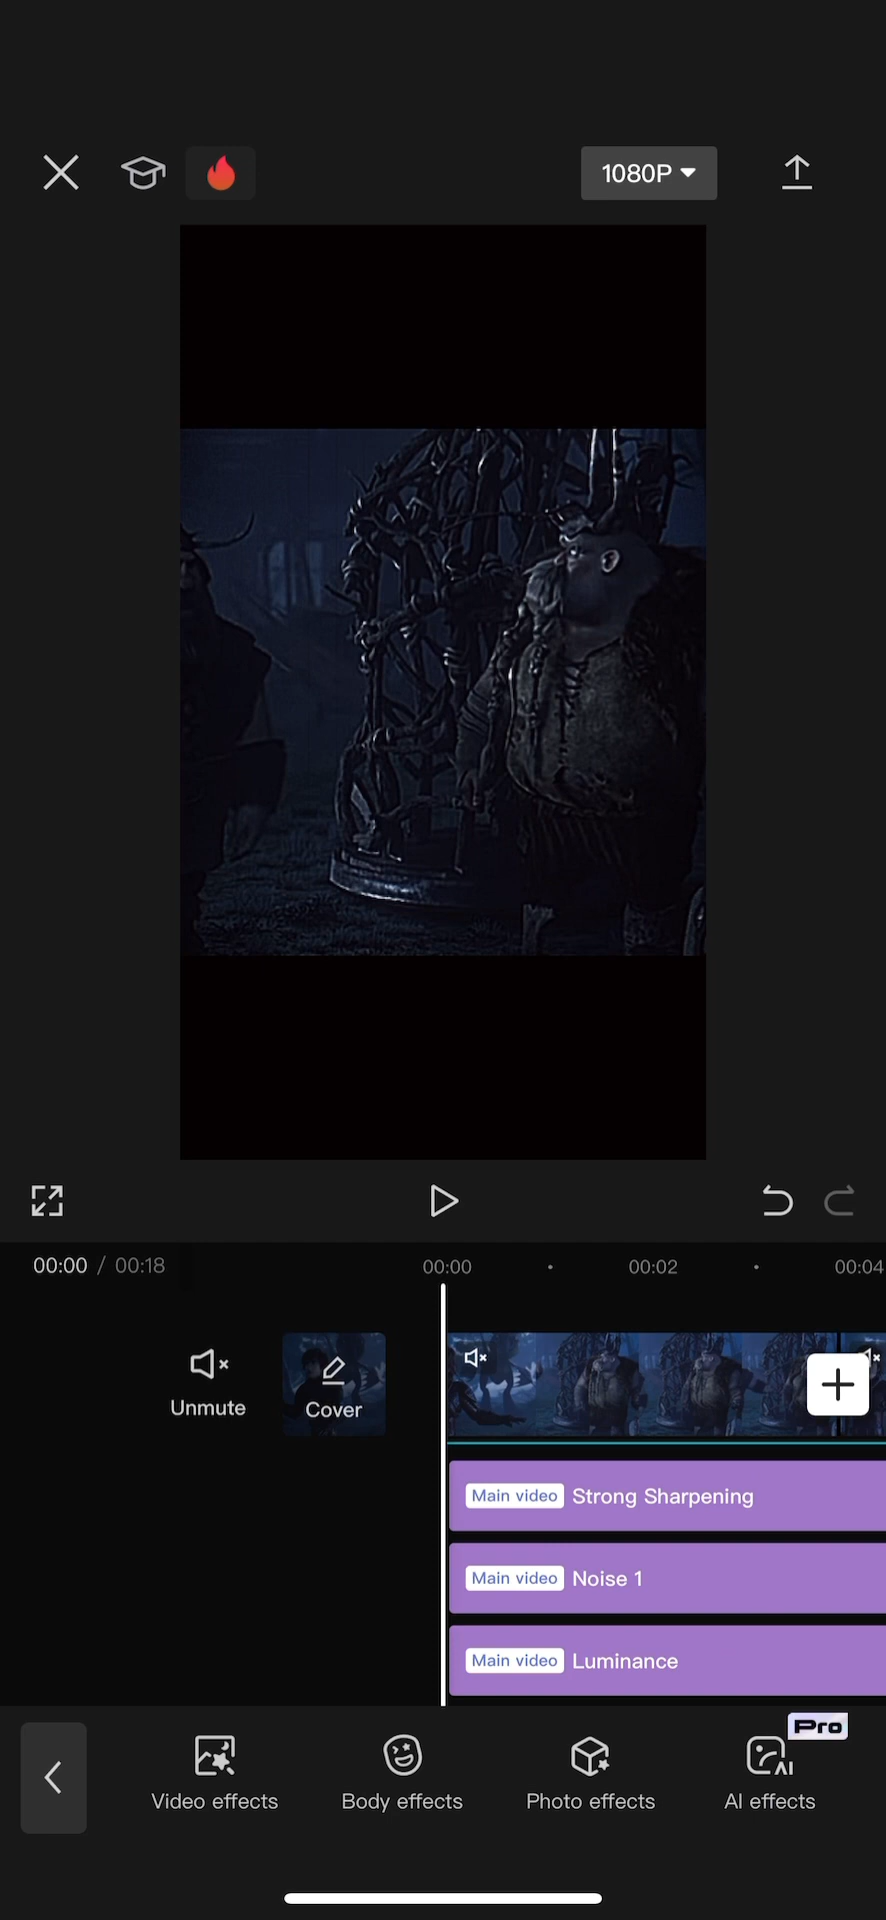 1080P
00:00 / 00:18
00:00
00:02
00:04
Unmute
Cover
Main video Strong Sharpening
Main video Noise 1
Main video Luminance
Pro
Video effects
Body effects
Photo effects
AI
AI effects